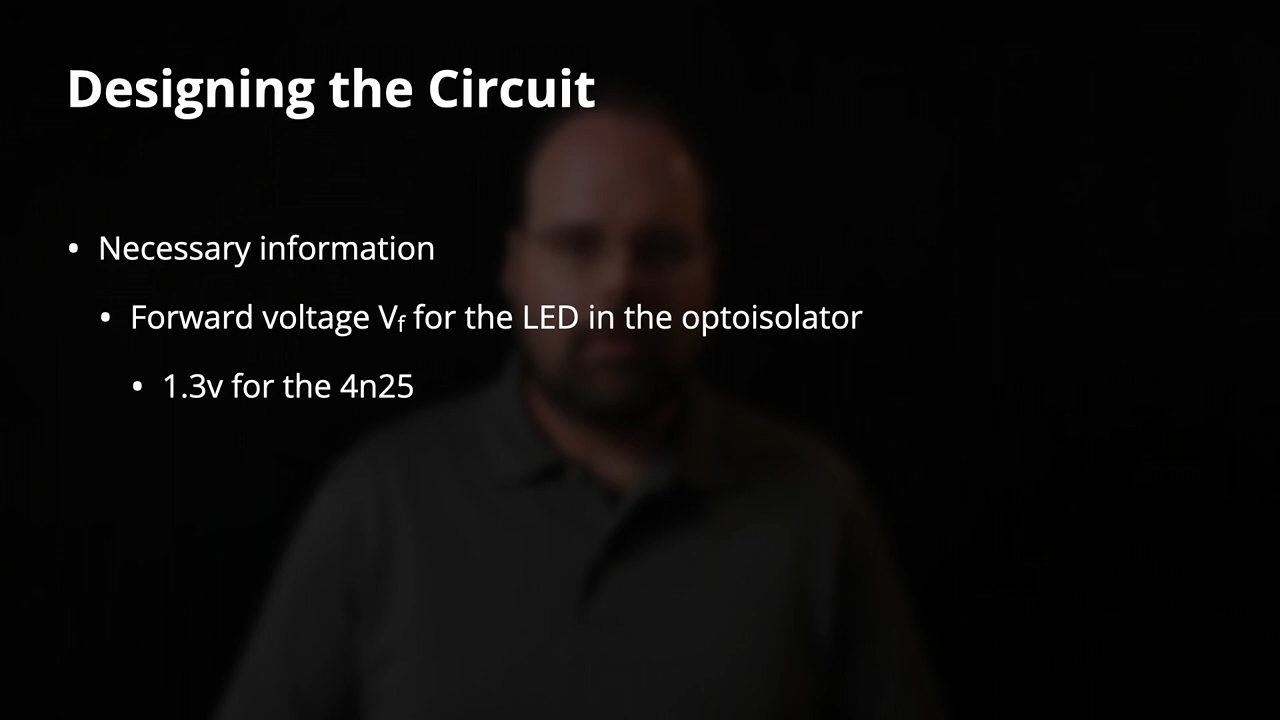 Designing the Circuit
• Necessary information
• Forward voltage Vf for the LED in the optoisolator
• 1.3v for the 4n25